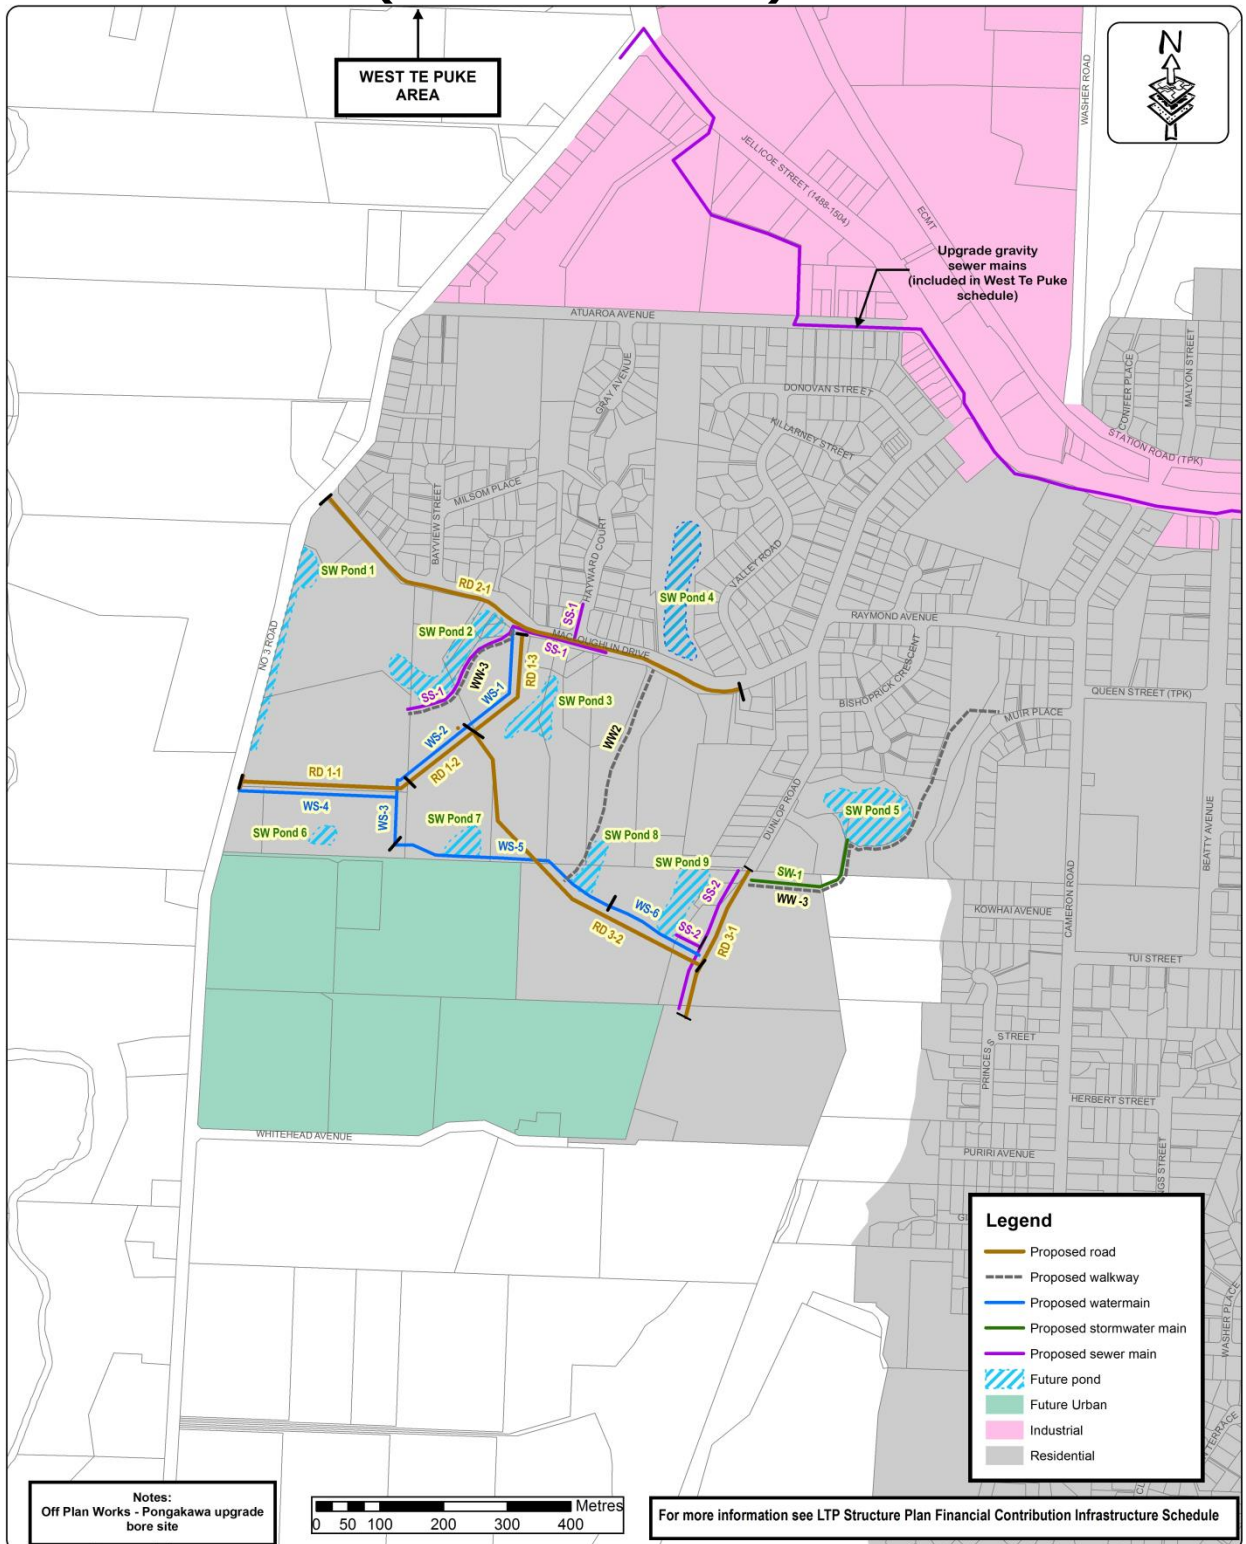 WEST TE PUKE
AREA
N
WASHER ROAD
JELLICOE STREET (1488-1504)
ECMT
Upgrade gravity
sewer mains
(included in West Te Puke
schedule)
ATUAROA AVENUE
GRAY AVENUE
DONOVAN STREET
KILLARNEY STREET
CONIFER PLACE
MALYON STREET
STATION ROAD (TPK)
MILSOM PLACE
BAYVIEW STREET
HAYWARD COURT
VALLEY ROAD
SW Pond 1
RD 2-1
SW Pond 4
SW Pond 2
SS-1
MACLOUGHLIN DRIVE
SS-1
RAYMOND AVENUE
NO 3 ROAD
WW-3
RD 1-3
SS-1
WS-1
SW Pond 3
BISHOPRICK CRESCENT
QUEEN STREET (TPK)
MUIR PLACE
WS-2
WW2
RD 1-2
RD 1-1
WS-4
WS-3
SW Pond 6
SW Pond 7
WS-5
SW Pond 8
DUNLOP ROAD
SW Pond 5
BEATTY AVENUE
SW Pond 9
SS-2
SW-1
WW -3
WS-6
SS-2
RD 3-2
RD 3-1
KOWHAI AVENUE
CAMERON ROAD
TUI STREET
PRINCESS
STREET
HERBERT STREET
WHITEHEAD AVENUE
PURIRI AVENUE
NGS STREET
WASHER PLACE
TERRACE
Legend
Proposed road
Proposed walkway
Proposed watermain
Proposed stormwater main
Proposed sewer main
Future pond
Future Urban
Industrial
Residential
Notes:
Off Plan Works - Pongakawa upgrade
bore site
Metres
0 50 100 200 300 400
For more information see LTP Structure Plan Financial Contribution Infrastructure Schedule